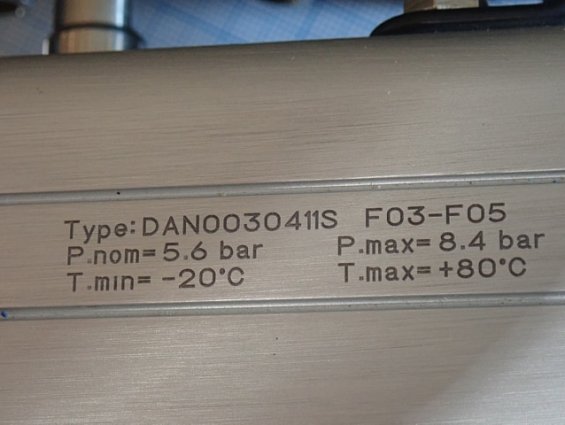 Type:DAN0030411S F03-F05
P.nom=5.6 bar P.max=8.4 bar
T.min= -20°C T.max=+80°C